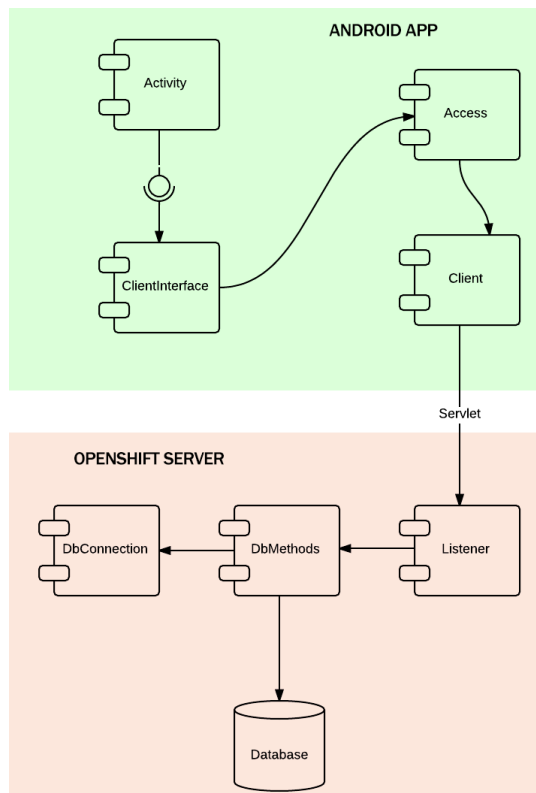 ANDROID APP
Activity
Access
ClientInterface
Client
Servlet
OPENSHIFT SERVER
DbConnection
DbMethods
Listener
Database